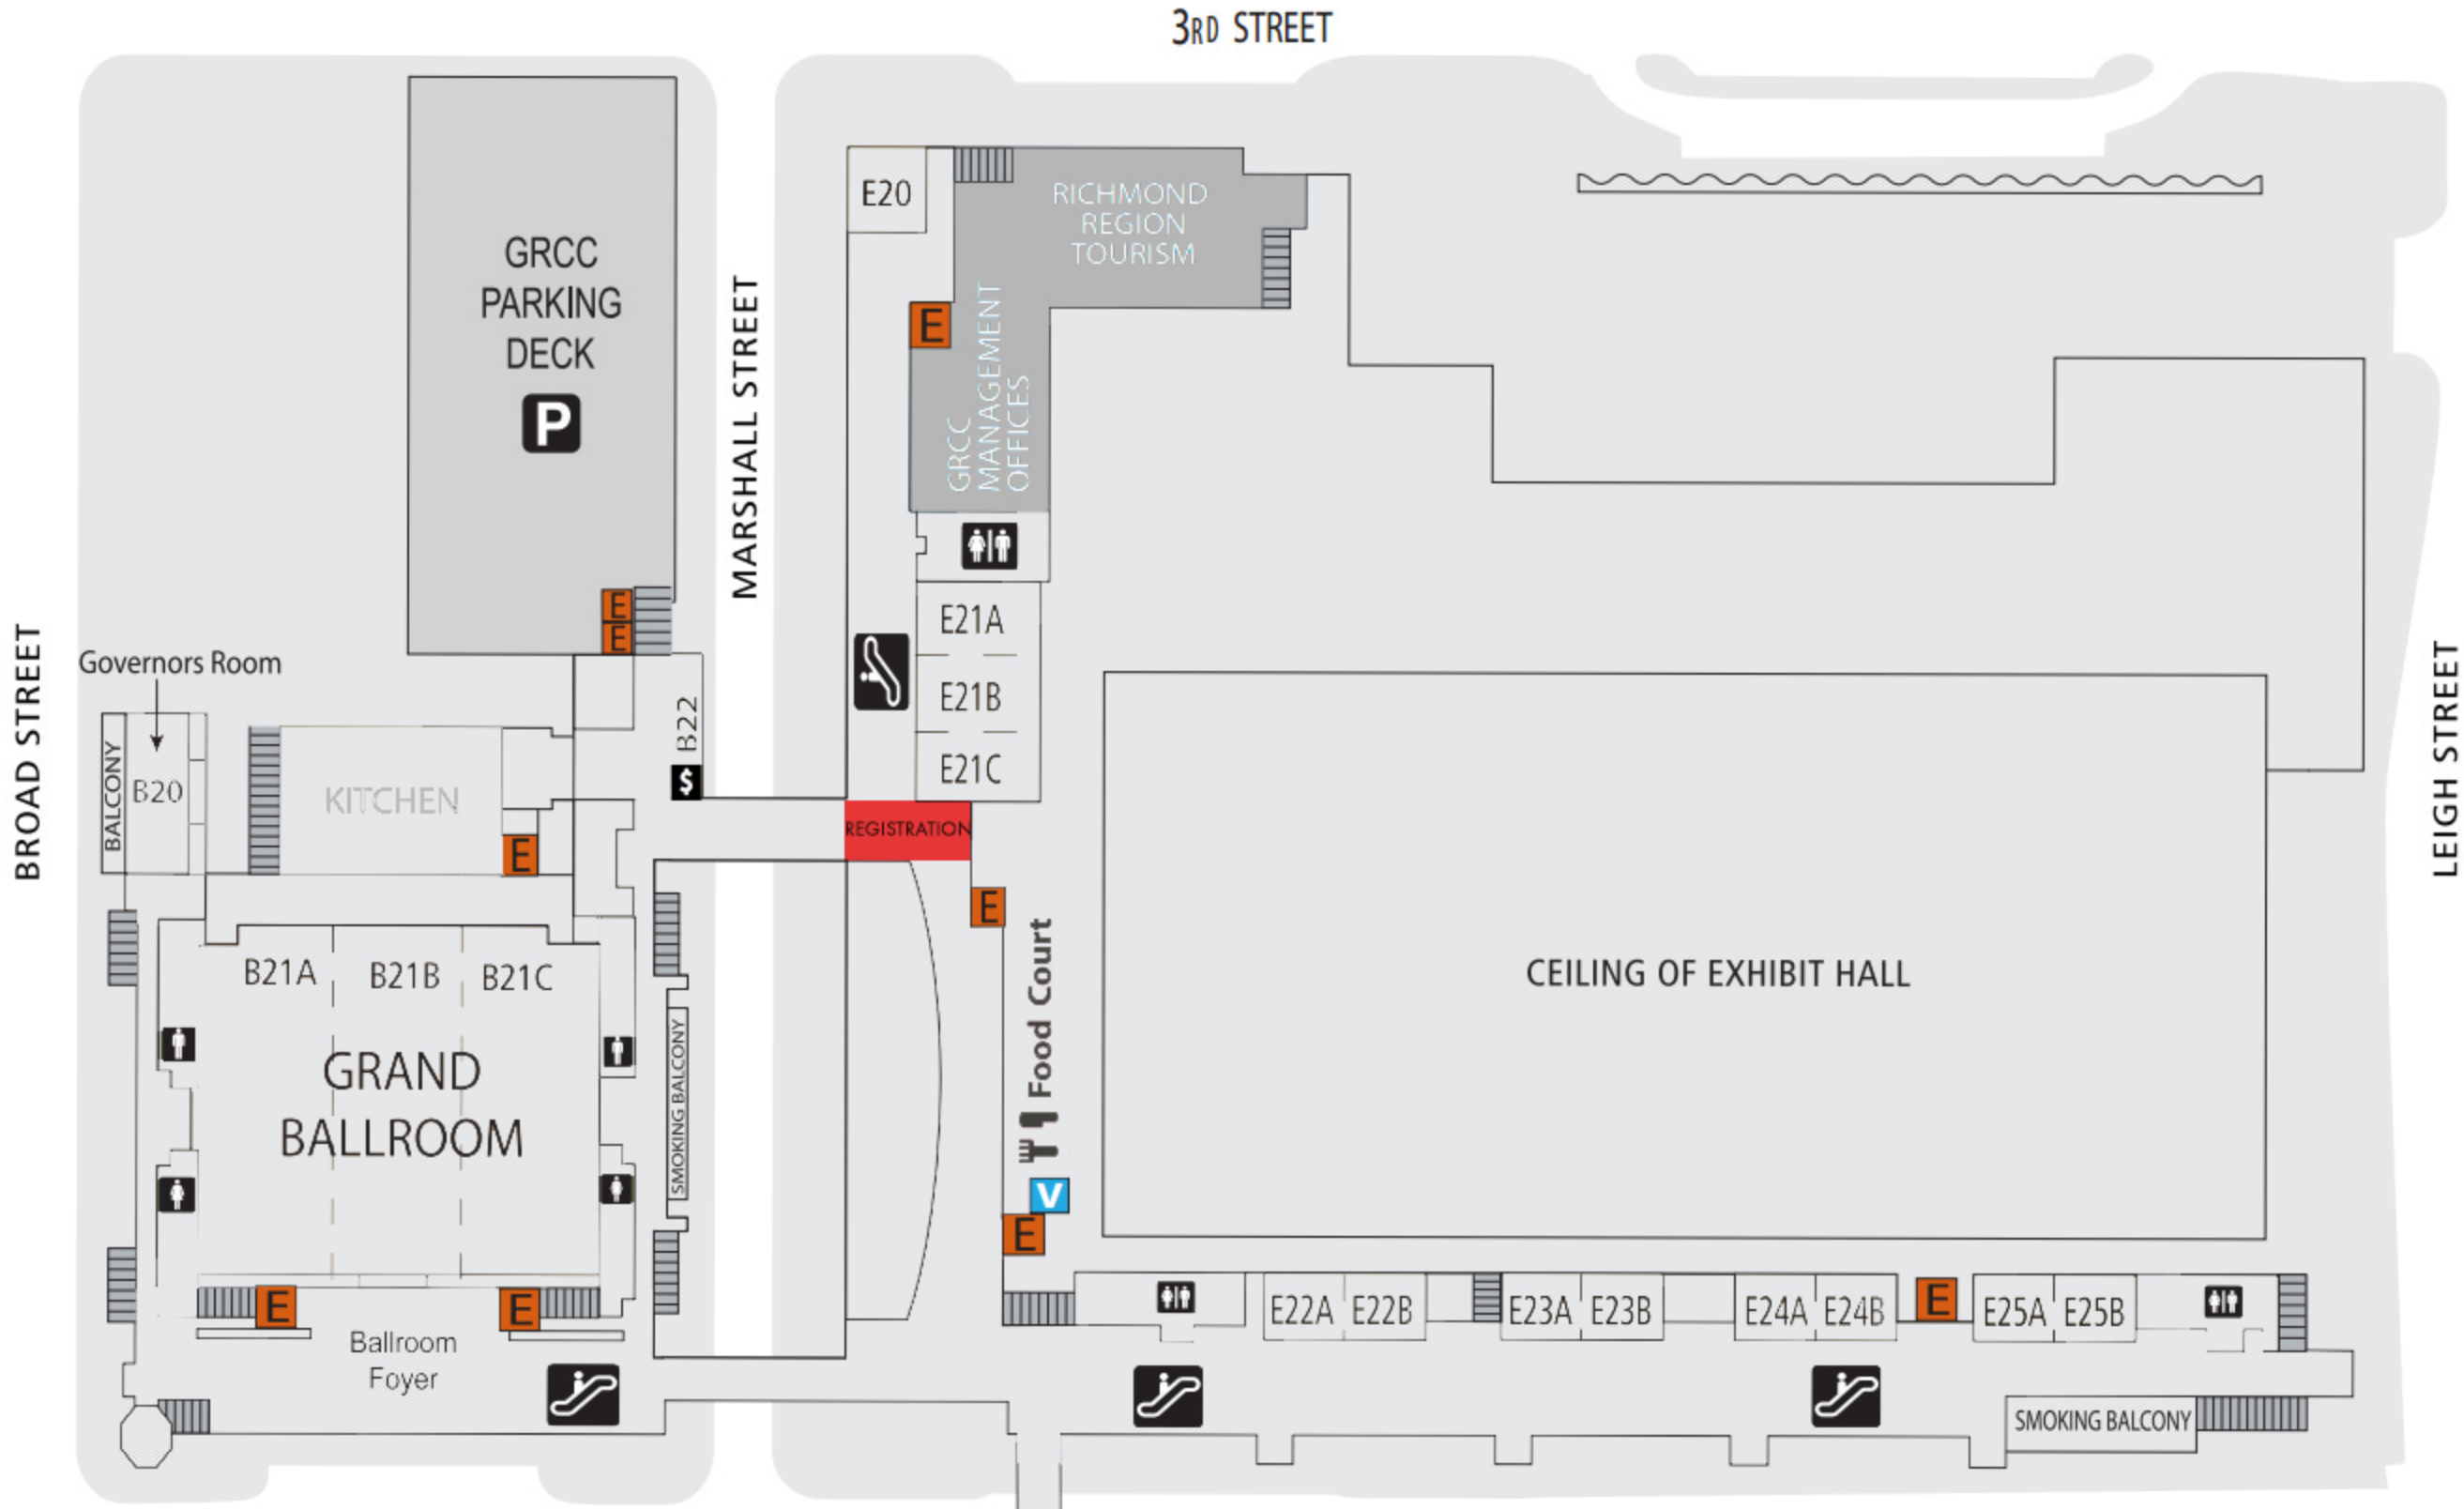 3RD STREET
GRCC
PARKING
DECK
P
E
E
MARSHALL STREET
BROAD STREET
LEIGH STREET
E20
RICHMOND
REGION
TOURISM
E
GRCC
MANAGEMENT
OFFICES
E21A
E21B
E21C
Governors Room
BALCONY
B20
KITCHEN
E
B22
$
REGISTRATION
E
Food Court
V
E
CEILING OF EXHIBIT HALL
B21A
B21B
B21C
GRAND
BALLROOM
SMOKING BALCONY
E
E
Ballroom
Foyer
E22A
E22B
E23A
E23B
E24A
E24B
E
E25A
E25B
SMOKING BALCONY